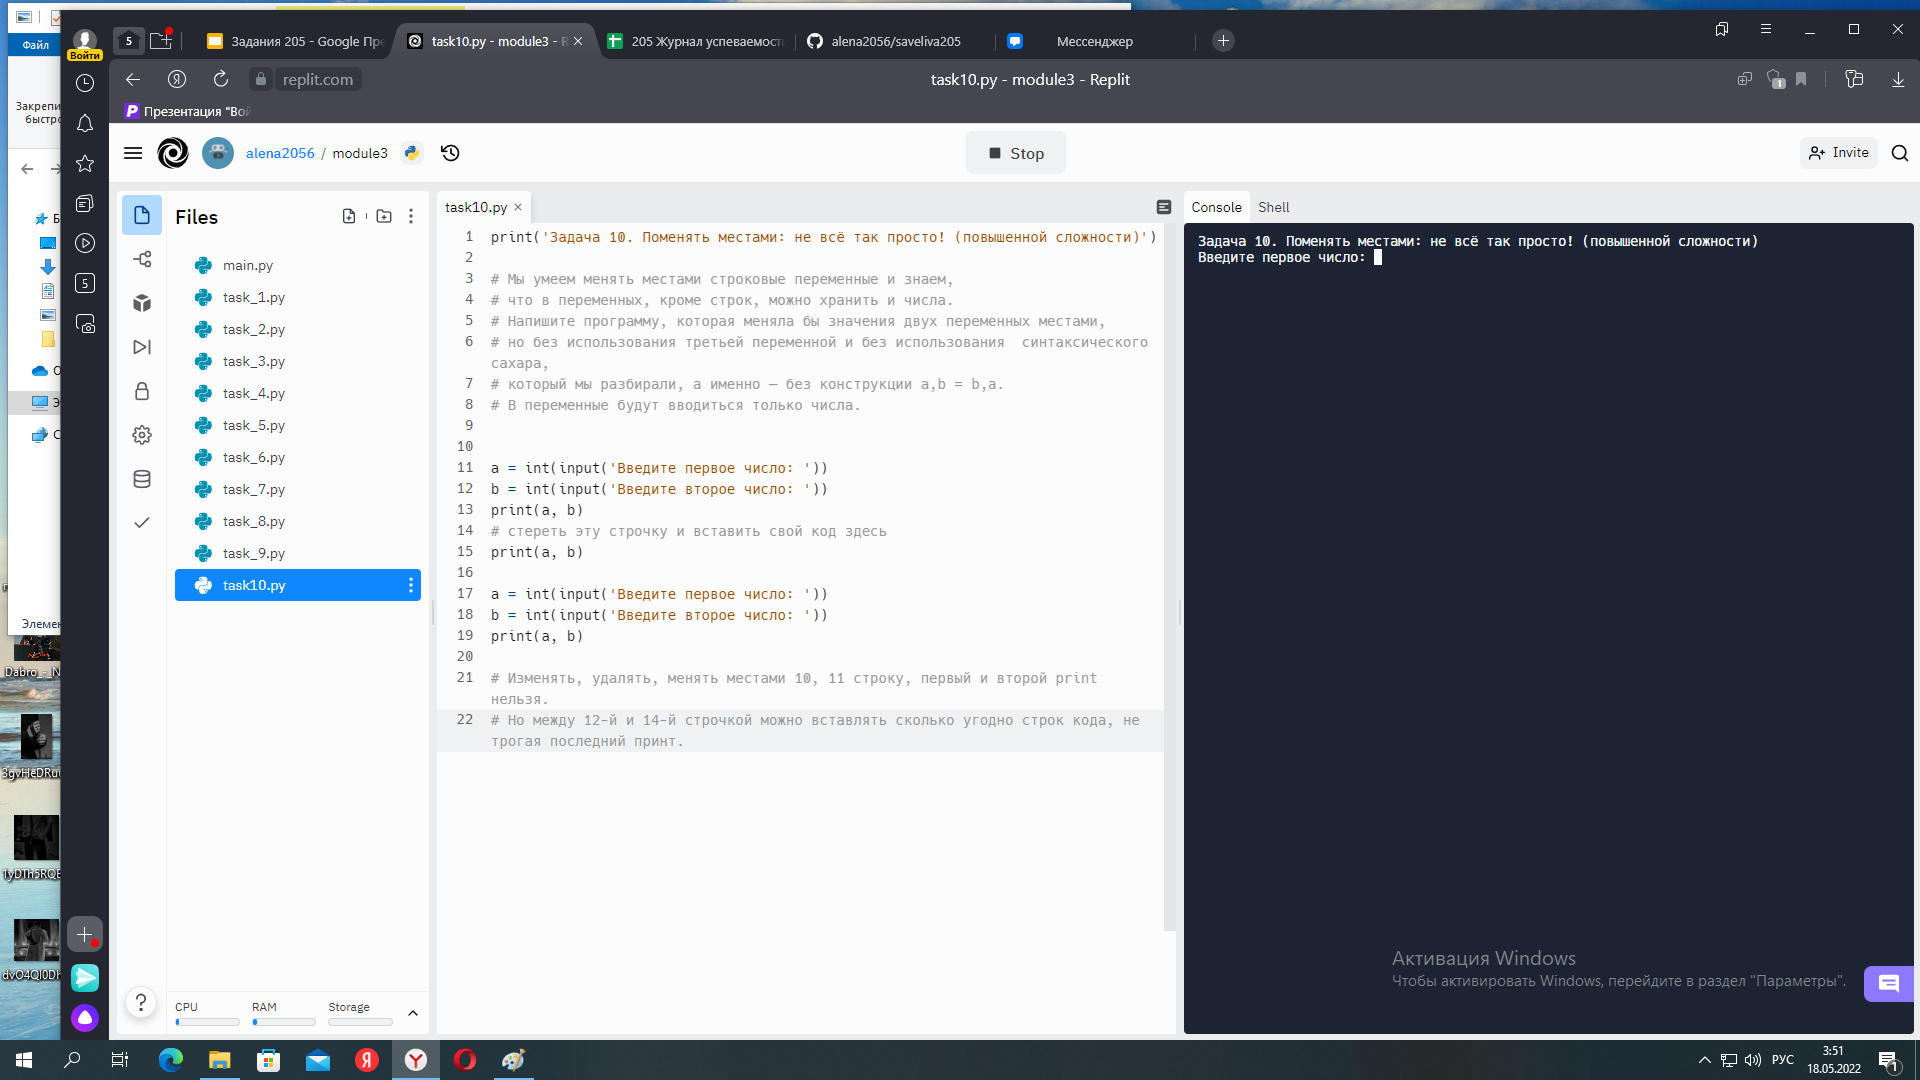 Файл
Войти
5
Задания 205 - Google Пре
task10.py - module3 - R
205 Журнал успеваемость
alena2056/saveliva205
Мессенджер
replit.com
task10.py - module3 - Replit
1
Закрепи
быстро
Презентация "Вой
alena2056 / module3
Stop
Invite
Files
main.py
task_1.py
task_2.py
task_3.py
task_4.py
task_5.py
task_6.py
task_7.py
task_8.py
task_9.py
task10.py
CPU
RAM
Storage
task10.py
1 print('Задача 10. Поменять местами: не всё так просто! (повышенной сложности)')
2
3 # Мы умеем менять местами строковые переменные и знаем,
4 # что в переменных, кроме строк, можно хранить и числа.
5 # Напишите программу, которая меняла бы значения двух переменных местами,
6 # но без использования третьей переменной и без использования  синтаксического
сахара,
7 # который мы разбирали, а именно — без конструкции a,b = b,a.
8 # В переменные будут вводиться только числа.
9
10
11 a = int(input('Введите первое число: '))
12 b = int(input('Введите второе число: '))
13 print(a, b)
14 # стереть эту строчку и вставить свой код здесь
15 print(a, b)
16
17 a = int(input('Введите первое число: '))
18 b = int(input('Введите второе число: '))
19 print(a, b)
20
21 # Изменять, удалять, менять местами 10, 11 строку, первый и второй print
нельзя.
22 # Но между 12-й и 14-й строчкой можно вставлять сколько угодно строк кода, не
трогая последний принт.
Console
Shell
Задача 10. Поменять местами: не всё так просто! (повышенной сложности)
Введите первое число:
Активация Windows
Чтобы активировать Windows, перейдите в раздел "Параметры".
5
Элемен
Dabro_-_N
3gvHeDRu
1yDTh5RQE
dvO4QJ0Dh
?
РУС
3:51
18.05.2022
1